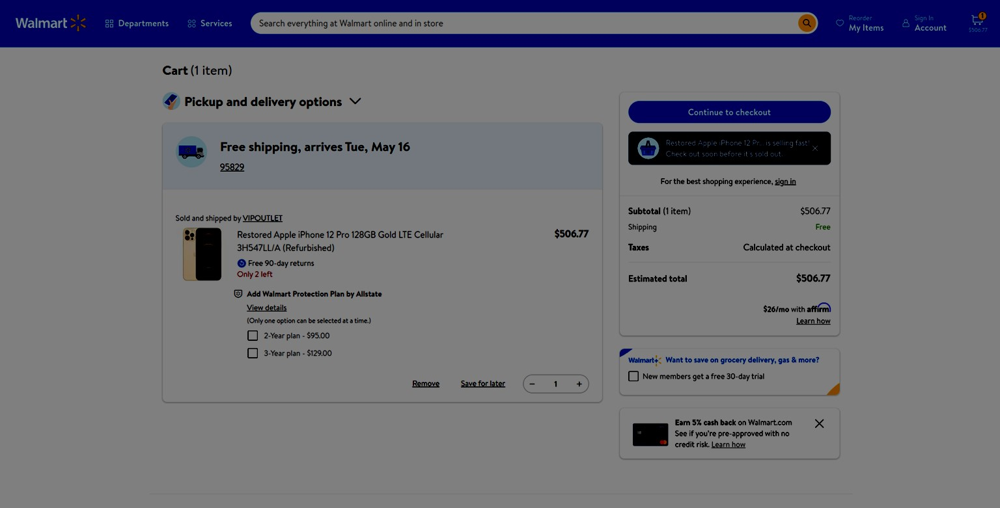 Walmart
Departments
Services
Search everything at Walmart online and in store
Reorder
My Items
Sign In
Account
1
$506.77
Cart (1 item)
Pickup and delivery options
Free shipping, arrives Tue, May 16
95829
Sold and shipped by VIPOUTLET
Restored Apple iPhone 12 Pro 128GB Gold LTE Cellular
3H547LL/A (Refurbished)
$506.77
Free 90-day returns
Only 2 left
Add Walmart Protection Plan by Allstate
View details
(Only one option can be selected at a time.)
2-Year plan - $95.00
3-Year plan - $129.00
Remove
Save for later
− 1 +
Continue to checkout
Restored Apple iPhone 12 Pr... is selling fast!
Check out soon before it's sold out.
For the best shopping experience, sign in
Subtotal (1 item) $506.77
Shipping Free
Taxes Calculated at checkout
Estimated total $506.77
$26/mo with affirm
Learn how
Walmart+ Want to save on grocery delivery, gas & more?
New members get a free 30-day trial
Earn 5% cash back on Walmart.com
See if you're pre-approved with no
credit risk. Learn how